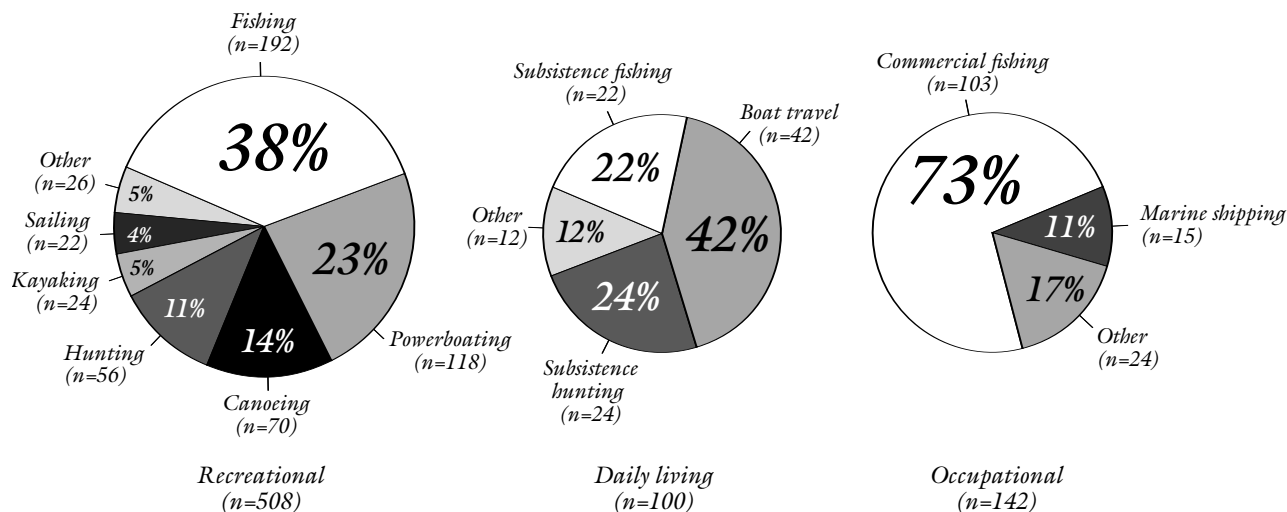 Fishing
(n=192)
38%
Other
(n=26)
5%
Sailing
(n=22)
4%
Kayaking
(n=24)
5%
Hunting
(n=56)
11%
Canoeing
(n=70)
14%
Powerboating
(n=118)
23%
Recreational
(n=508)
Subsistence fishing
(n=22)
22%
Boat travel
(n=42)
42%
Other
(n=12)
12%
Subsistence
hunting
(n=24)
24%
Daily living
(n=100)
Commercial fishing
(n=103)
73%
Marine shipping
(n=15)
11%
Other
(n=24)
17%
Occupational
(n=142)